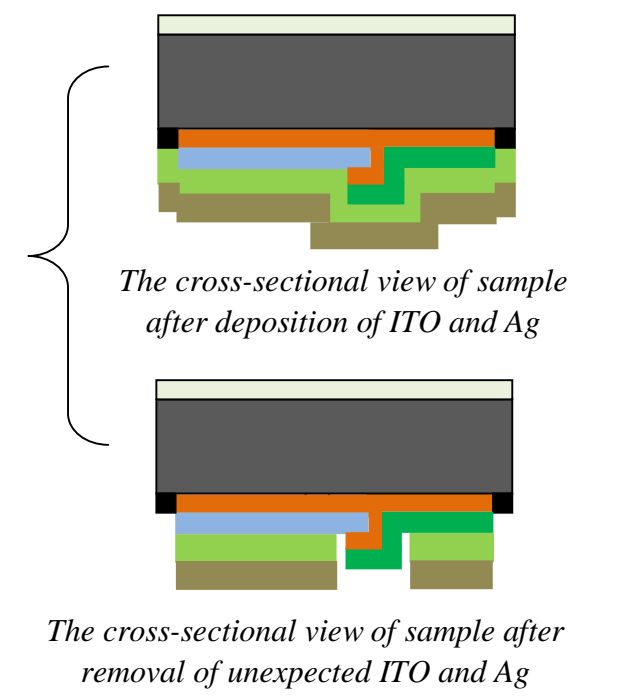 The cross-sectional view of sample
after deposition of ITO and Ag
The cross-sectional view of sample after
removal of unexpected ITO and Ag